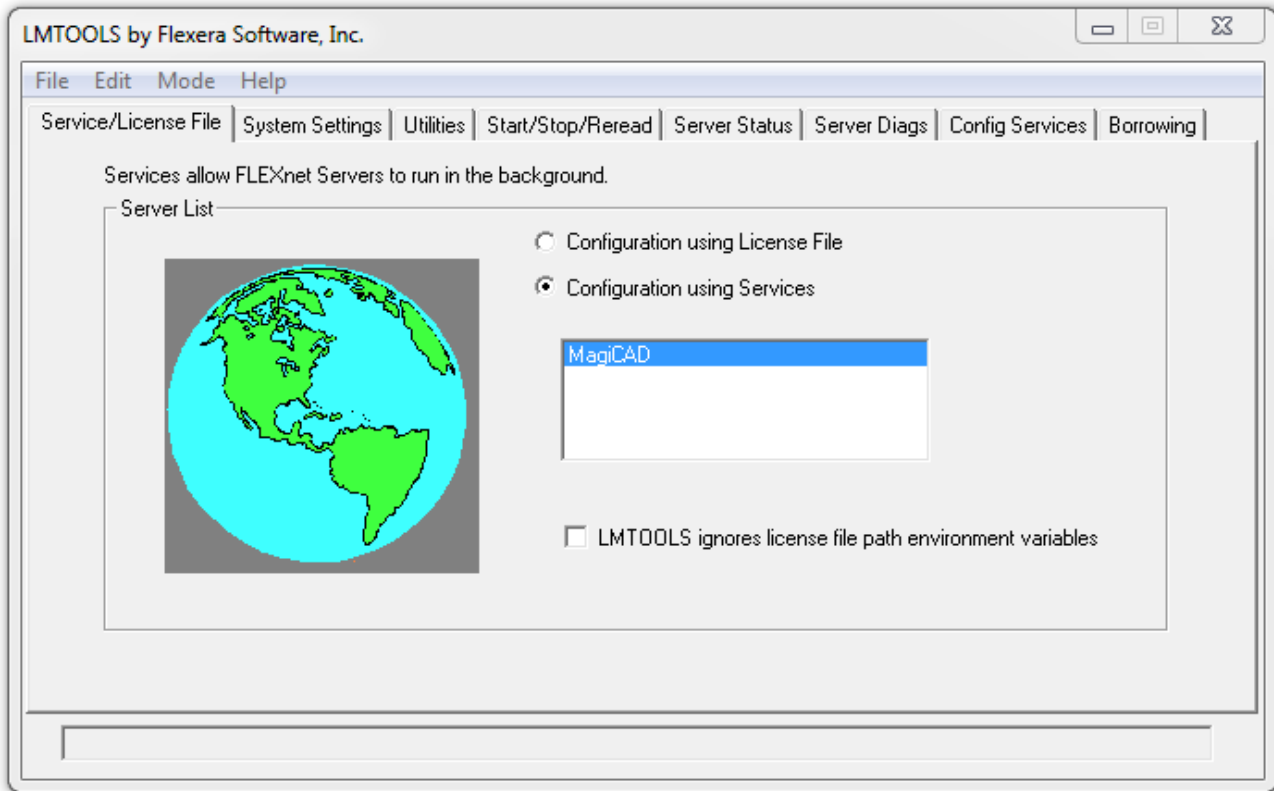 LMTOOLS by Flexera Software, Inc.
File Edit Mode Help
Service/License File System Settings Utilities Start/Stop/Reread Server Status Server Diags Config Services Borrowing
Services allow FLEXnet Servers to run in the background.
Server List
Configuration using License File
Configuration using Services
MagiCAD
LMTOOLS ignores license file path environment variables